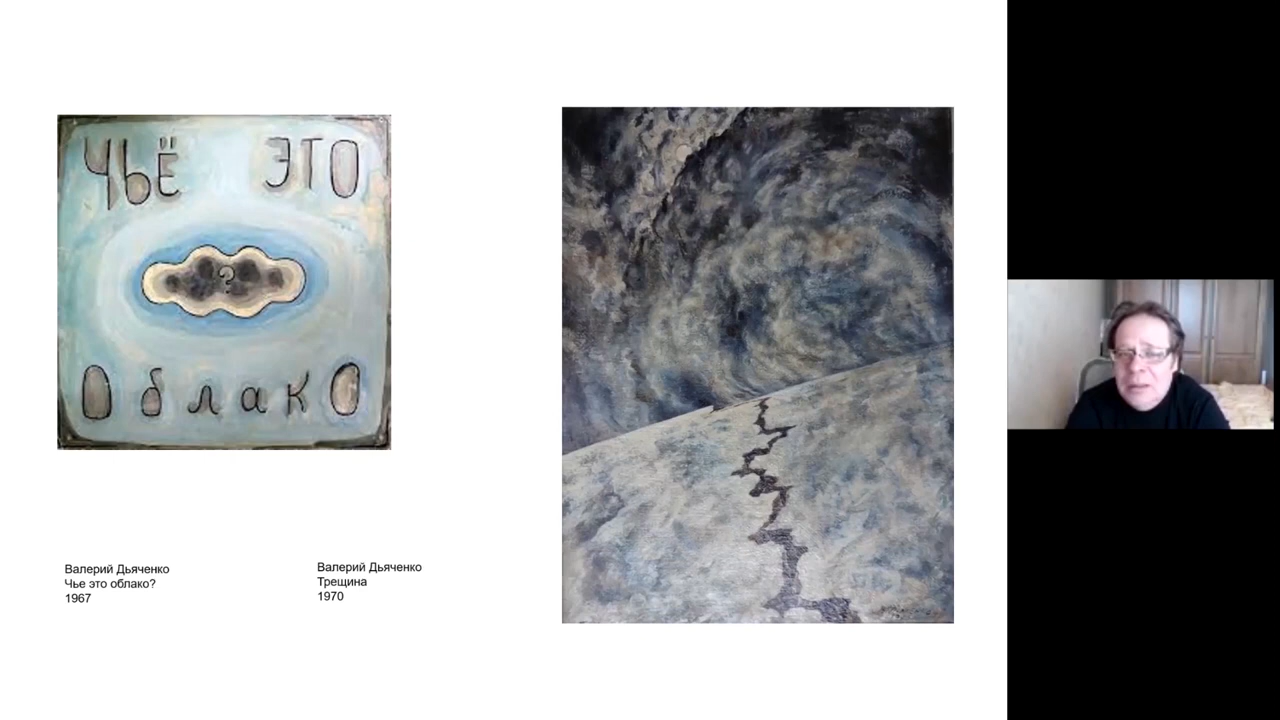 ЧЬЁ ЭТО
?
ОблакО
Валерий Дьяченко
Чье это облако?
1967
Валерий Дьяченко
Трещина
1970